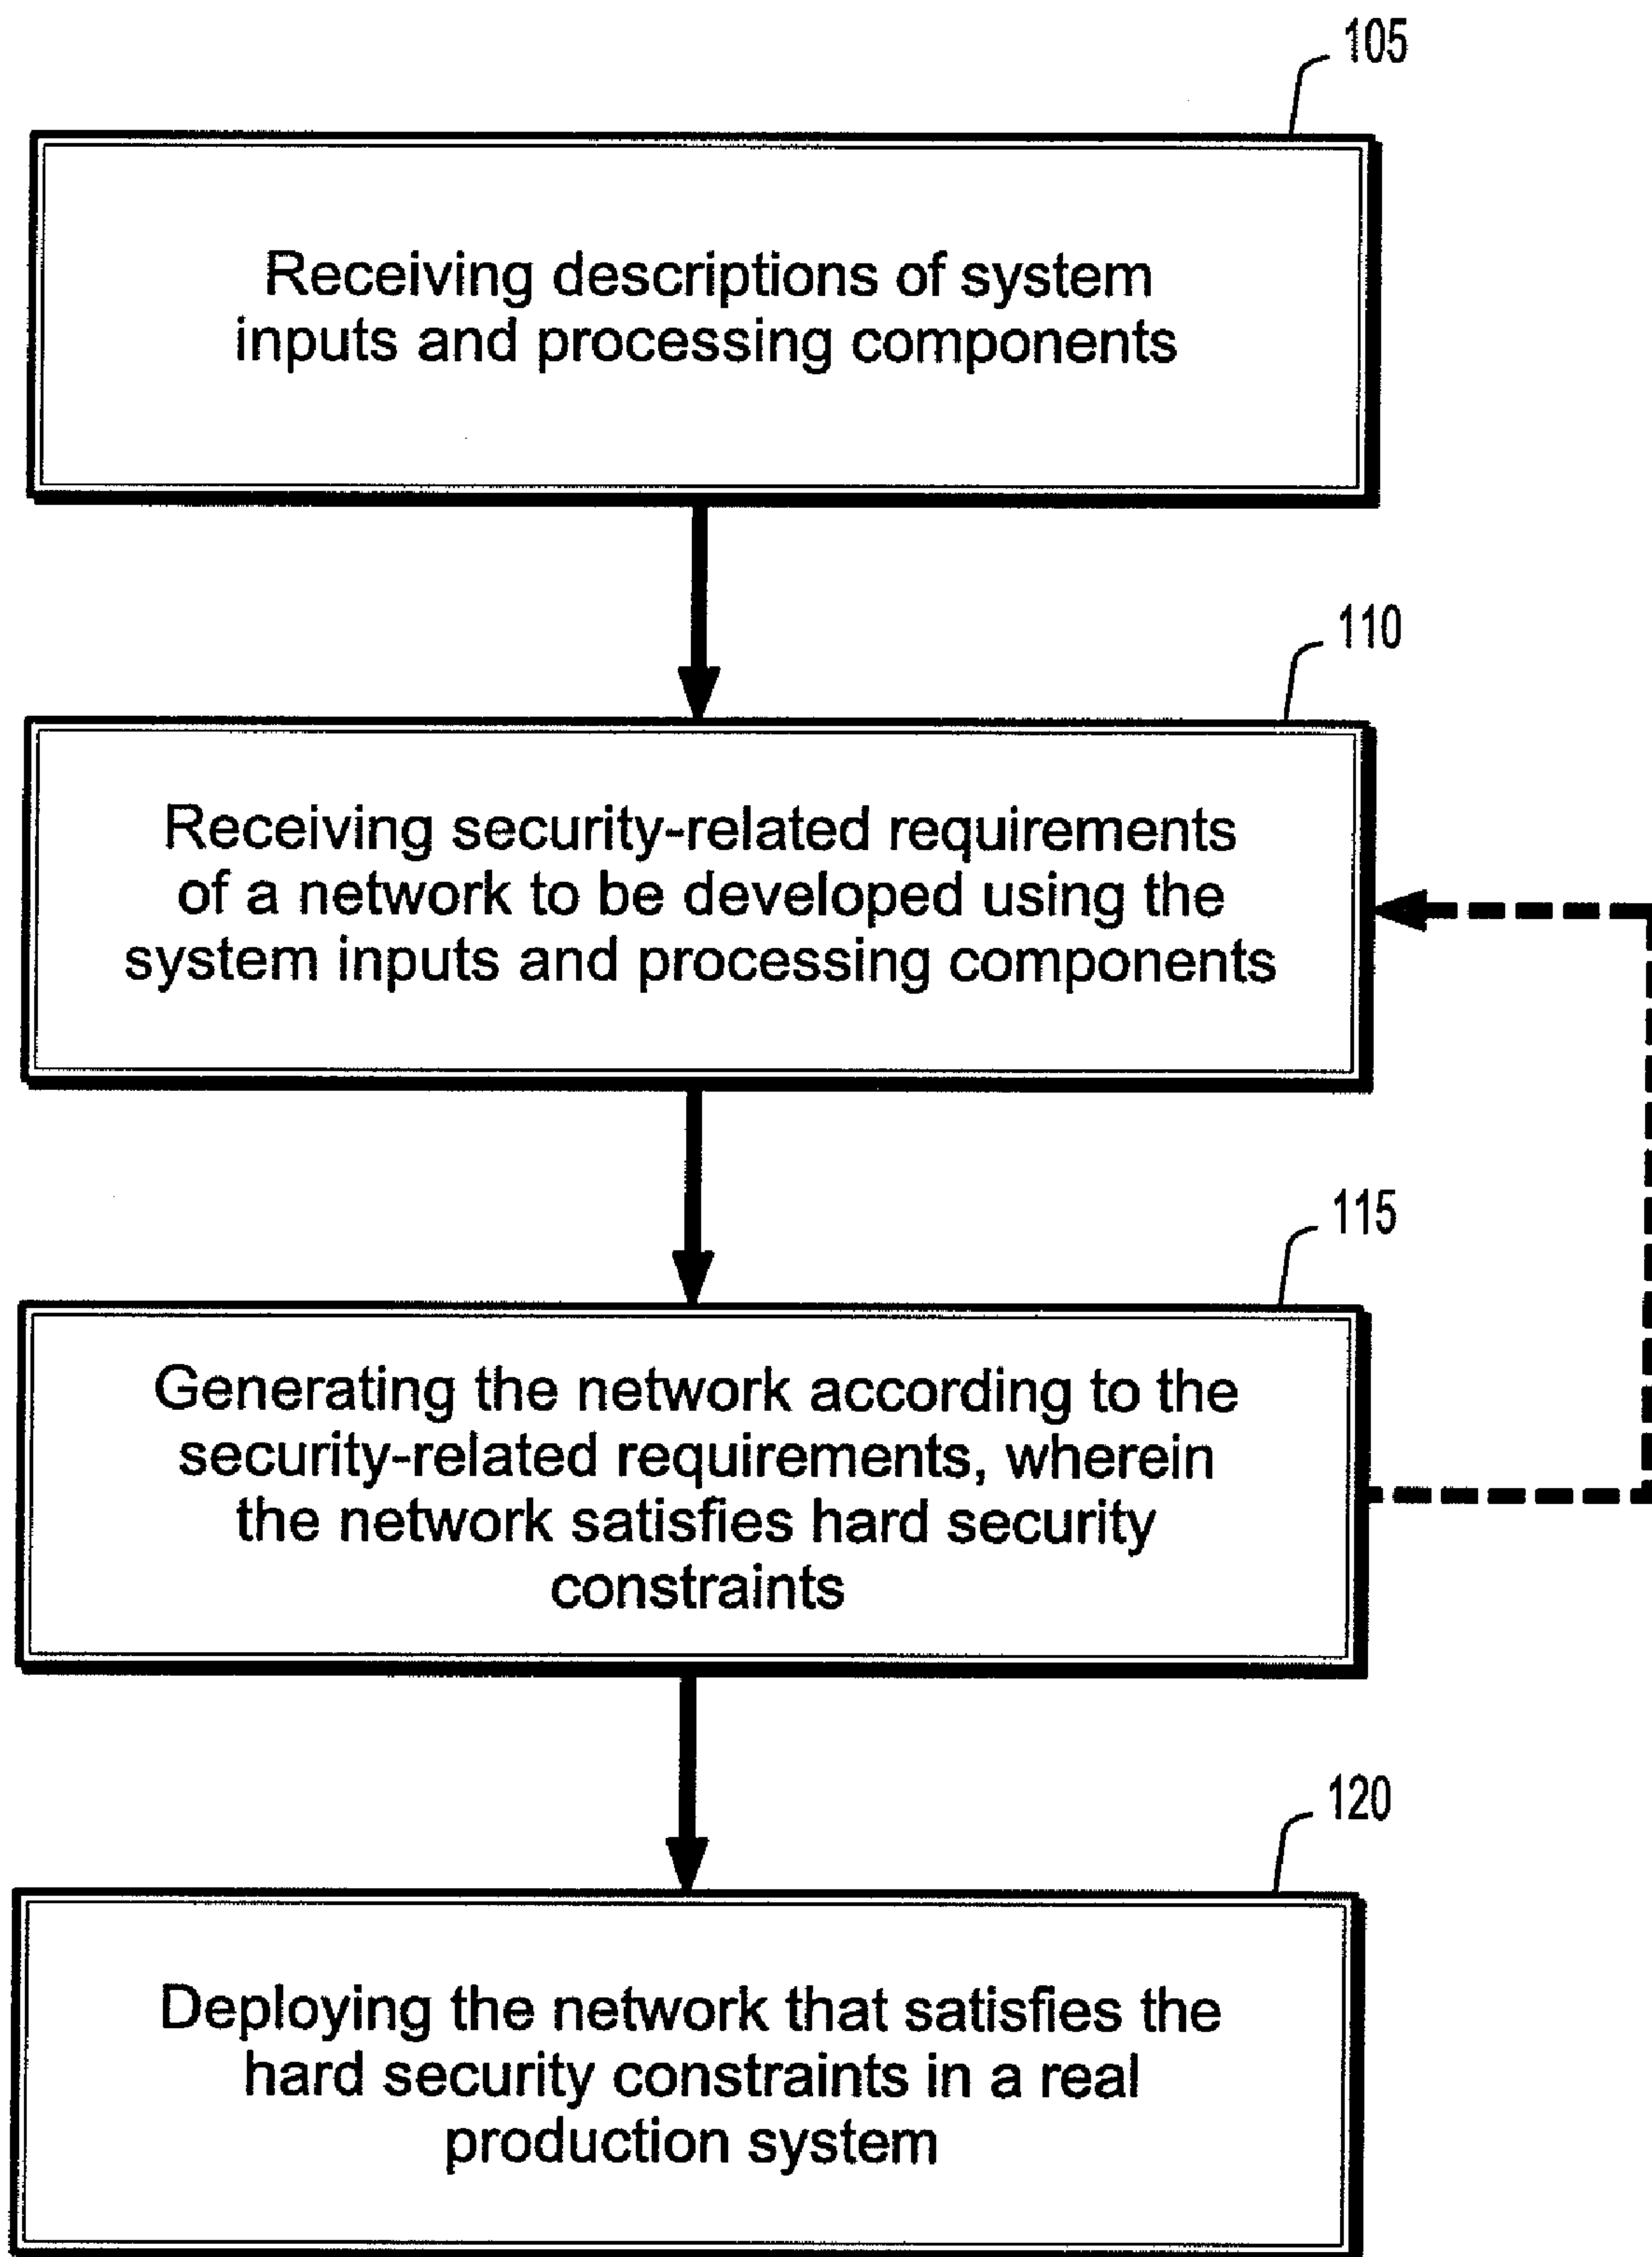 105
Receiving descriptions of system
inputs and processing components
110
Receiving security-related requirements
of a network to be developed using the
system inputs and processing components
115
Generating the network according to the
security-related requirements, wherein
the network satisfies hard security
constraints
120
Deploying the network that satisfies the
hard security constraints in a real
production system